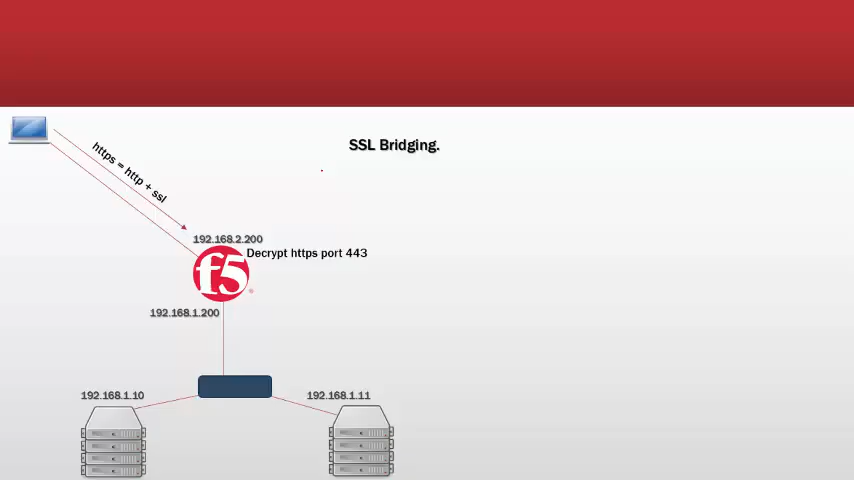 SSL Bridging.
https = http + ssl
192.168.2.200
Decrypt https port 443
f5
192.168.1.200
192.168.1.10
192.168.1.11